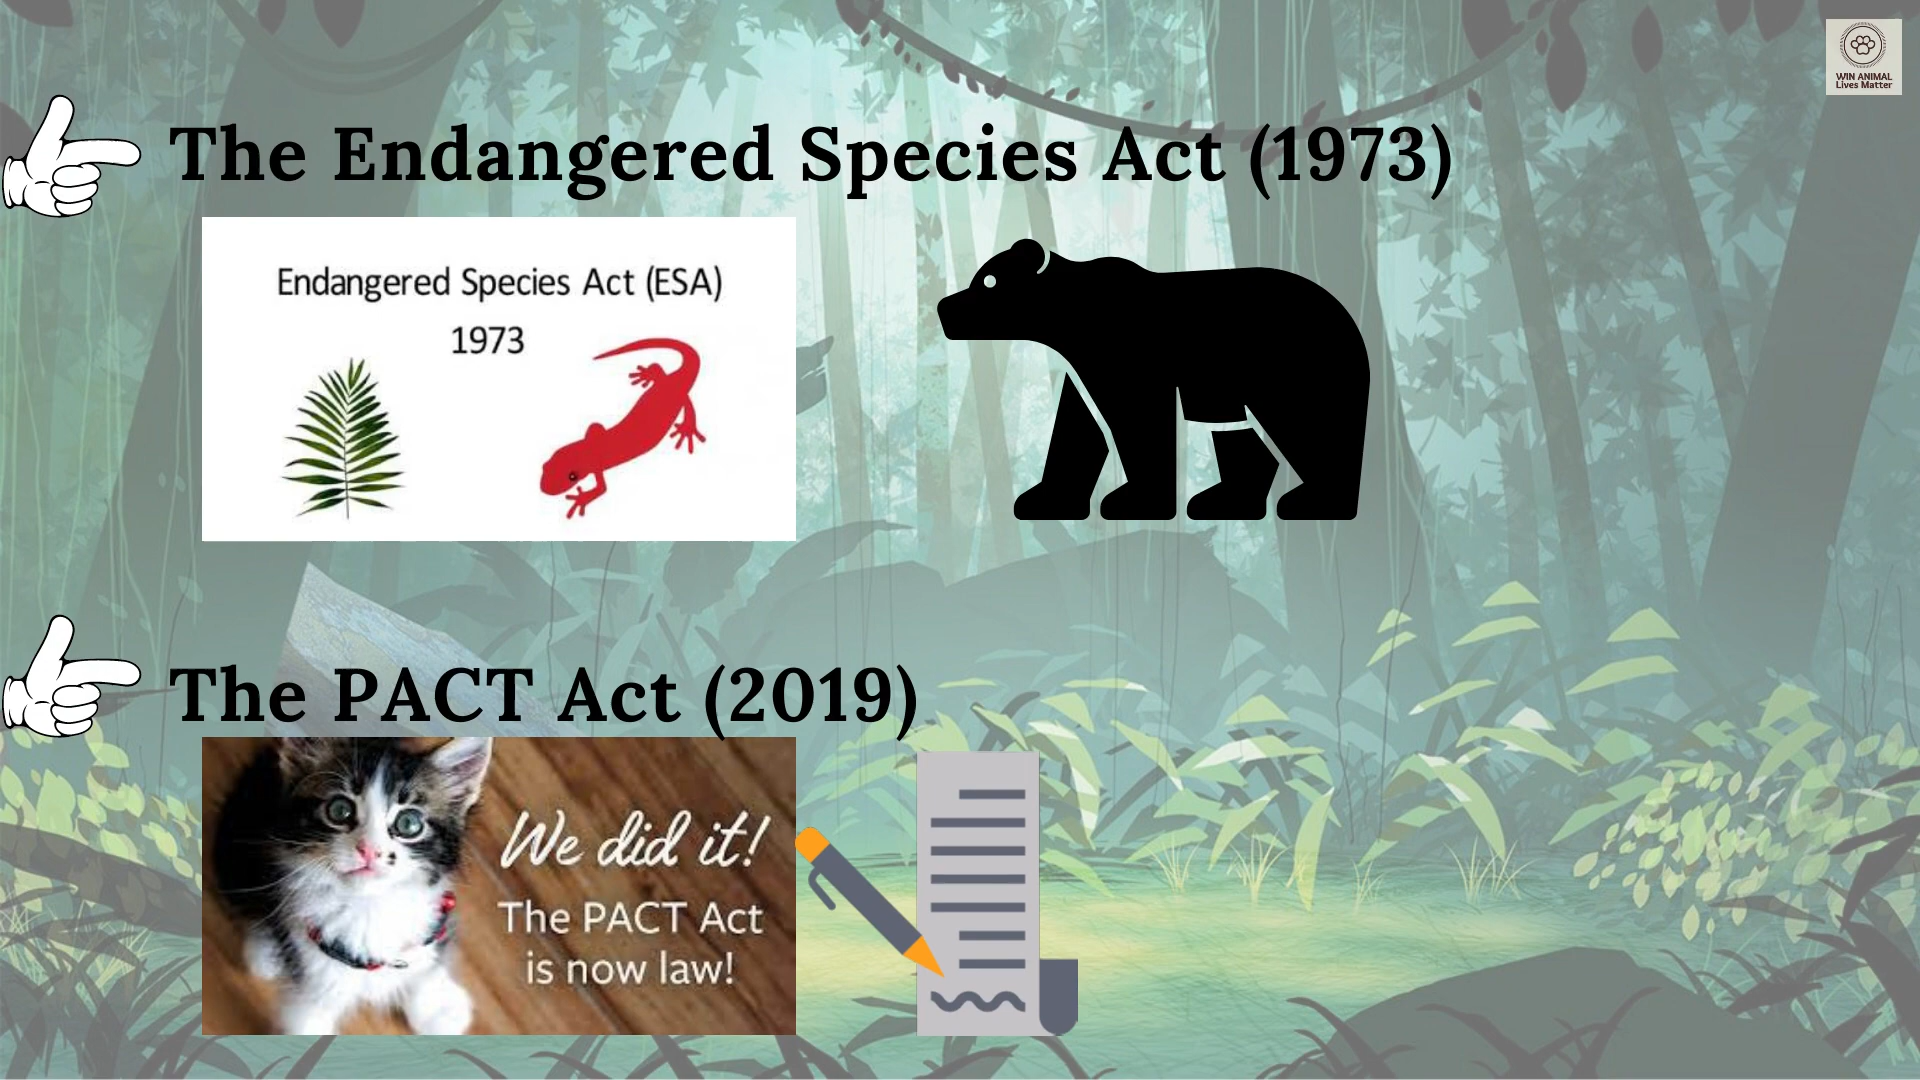 WIN ANIMAL
Lives Matter
The Endangered Species Act (1973)
Endangered Species Act (ESA)
1973
The PACT Act (2019)
We did it!
The PACT Act
is now law!